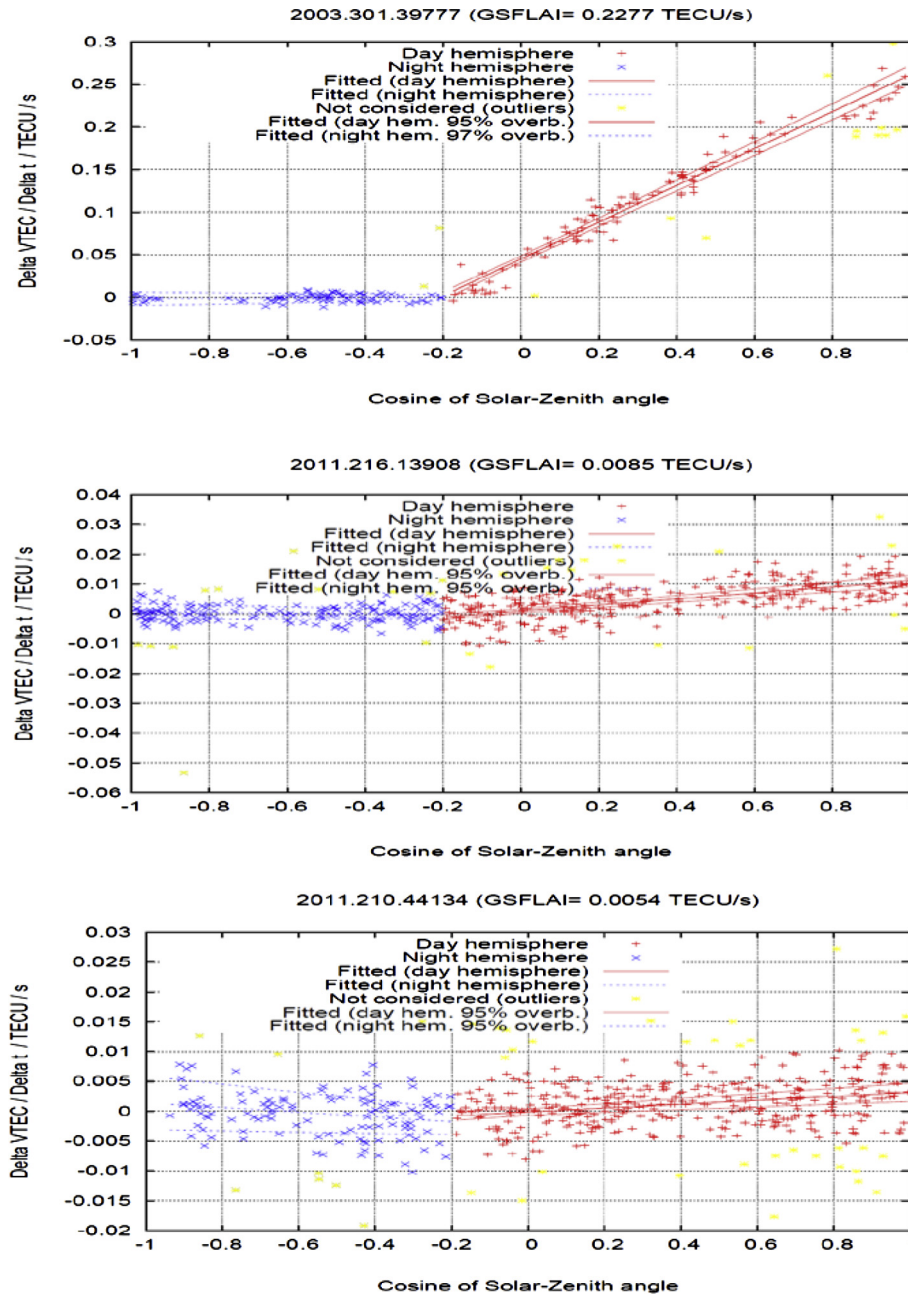 2003.301.39777 (GSFLAI= 0.2277 TECU/s)
0.3
0.25
0.2
0.15
0.1
0.05
0
-0.05
Delta VTEC / Delta t / TECU / s
Day hemisphere
Night hemisphere
Fitted (day hemisphere)
Fitted (night hemisphere)
Not considered (outliers)
Fitted (day hem. 95% overb.)
Fitted (night hem. 97% overb.)
-1 -0.8 -0.6 -0.4 -0.2 0 0.2 0.4 0.6 0.8
Cosine of Solar-Zenith angle
2011.216.13908 (GSFLAI= 0.0085 TECU/s)
0.04
0.03
0.02
0.01
0
-0.01
-0.02
-0.03
-0.04
-0.05
-0.06
Delta VTEC / Delta t / TECU / s
Day hemisphere
Night hemisphere
Fitted (day hemisphere)
Fitted (night hemisphere)
Not considered (outliers)
Fitted (day hem. 95% overb.)
Fitted (night hem. 95% overb.)
-1 -0.8 -0.6 -0.4 -0.2 0 0.2 0.4 0.6 0.8
Cosine of Solar-Zenith angle
2011.210.44134 (GSFLAI= 0.0054 TECU/s)
0.03
0.025
0.02
0.015
0.01
0.005
0
-0.005
-0.01
-0.015
-0.02
Delta VTEC / Delta t / TECU / s
Day hemisphere
Night hemisphere
Fitted (day hemisphere)
Fitted (night hemisphere)
Not considered (outliers)
Fitted (day hem. 95% overb.)
Fitted (night hem. 95% overb.)
-1 -0.8 -0.6 -0.4 -0.2 0 0.2 0.4 0.6 0.8
Cosine of Solar-Zenith angle